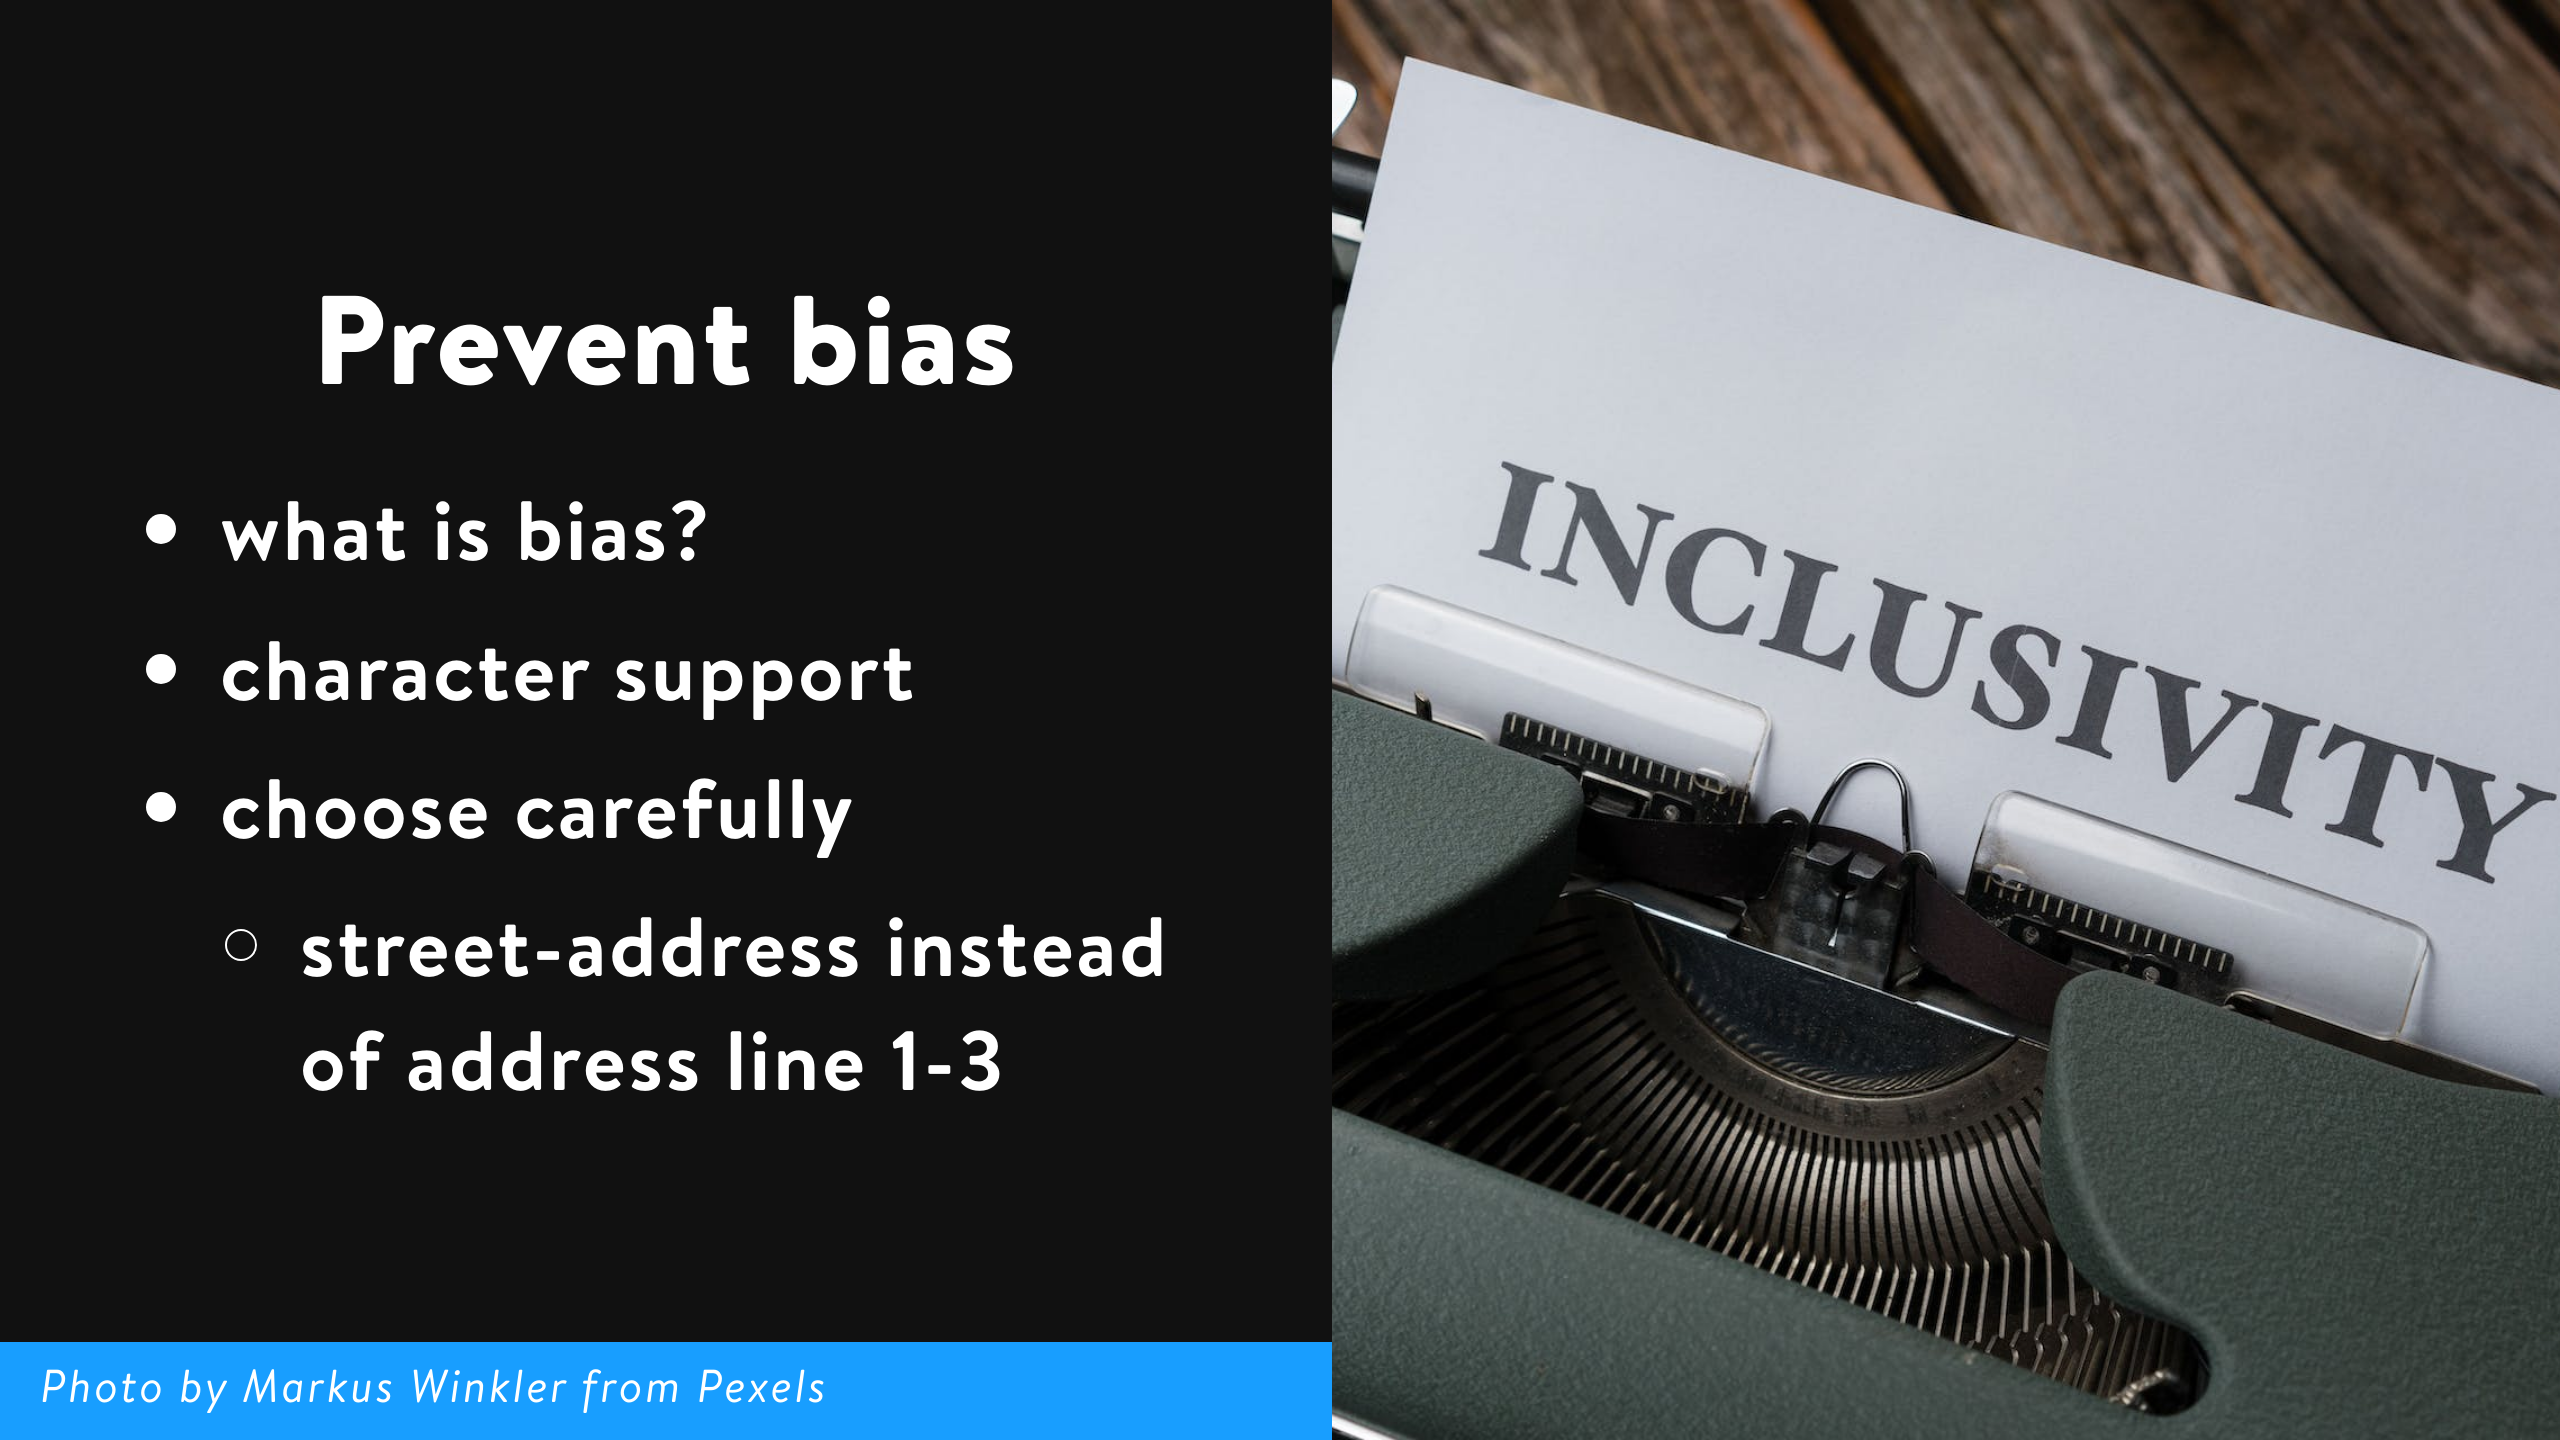 Prevent bias
• what is bias?
• character support
• choose carefully
○ street-address instead
of address line 1-3
Photo by Markus Winkler from Pexels
INCLUSIVITY